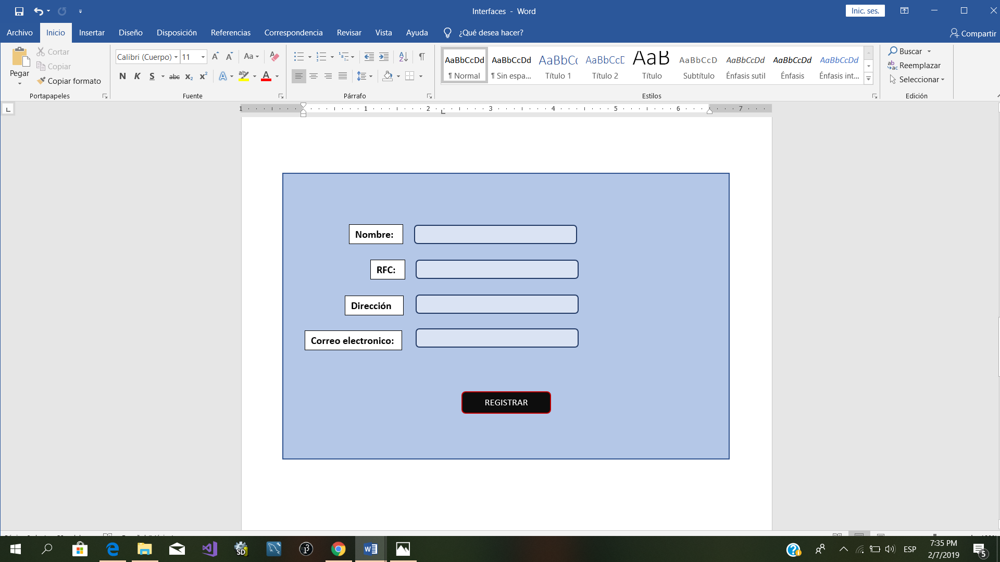 Interfaces - Word
Inic. ses.
Archivo Inicio Insertar Diseño Disposición Referencias Correspondencia Revisar Vista Ayuda ¿Qué desea hacer? Compartir
Pegar
Cortar
Copiar
Copiar formato
Portapapeles
Calibri (Cuerpo) 11 Aa
N K S abc x₂ x² A aby A
Fuente
Párrafo
AaBbCcDd AaBbCcDd AaBbCc AaBbCcE AaB AaBbCcD AaBbCcDd AaBbCcDd AaBbCcDd
¶ Normal ¶ Sin espa... Título 1 Título 2 Título Subtítulo Énfasis sutil Énfasis Énfasis int...
Estilos
Buscar
Reemplazar
Seleccionar
Edición
1 1 2 3 4 5 6 7
Nombre:
RFC:
Dirección
Correo electronico:
REGISTRAR
ESP
7:35 PM
2/7/2019
5